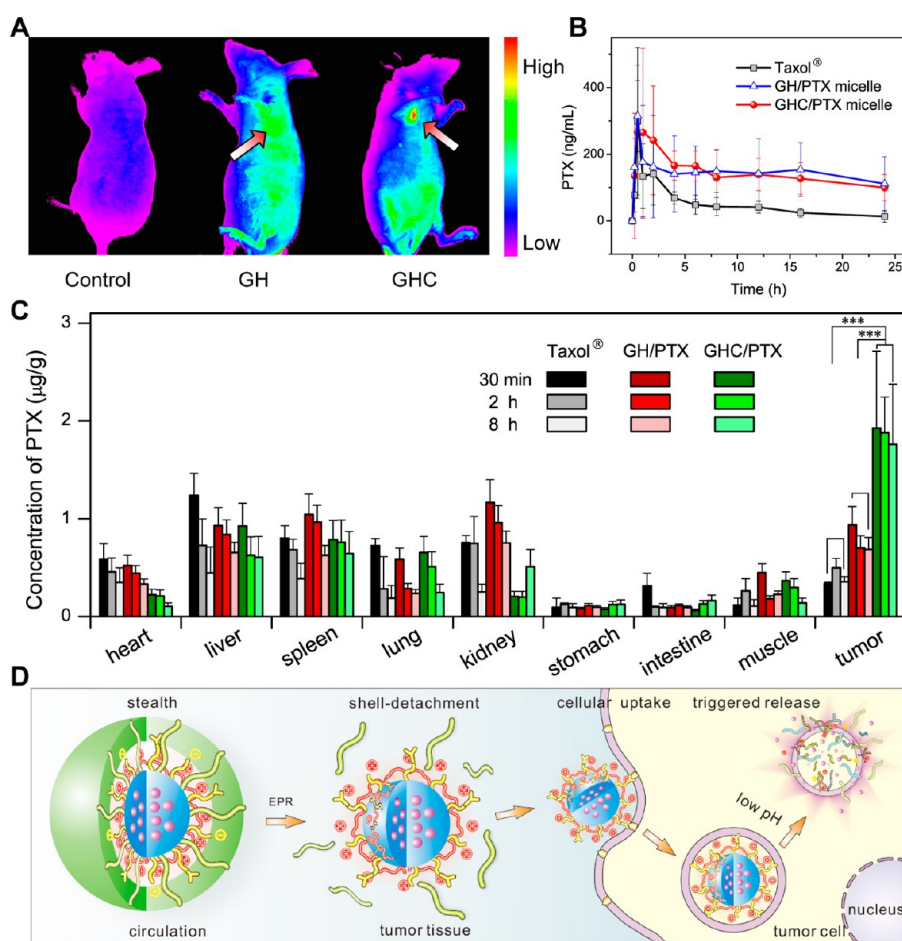 A
High
Low
Control
GH
GHC
B
Taxol®
GH/PTX micelle
GHC/PTX micelle
PTX (ng/mL)
400
200
0
0 5 10 15 20 25
Time (h)
C
Concentration of PTX (μg/g)
3
2
1
0
Taxol® GH/PTX GHC/PTX
30 min
2 h
8 h
***
***
heart liver spleen lung kidney stomach intestine muscle tumor
D
stealth
shell-detachment
cellular uptake
triggered release
EPR
low pH
circulation
tumor tissue
tumor cell
nucleus